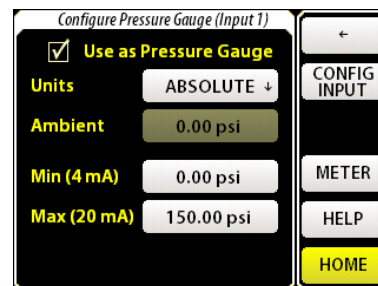 Configure Pressure Gauge (Input 1)
Use as Pressure Gauge
Units ABSOLUTE ↓
Ambient 0.00 psi
Min (4 mA) 0.00 psi
Max (20 mA) 150.00 psi
←
CONFIG
INPUT
METER
HELP
HOME